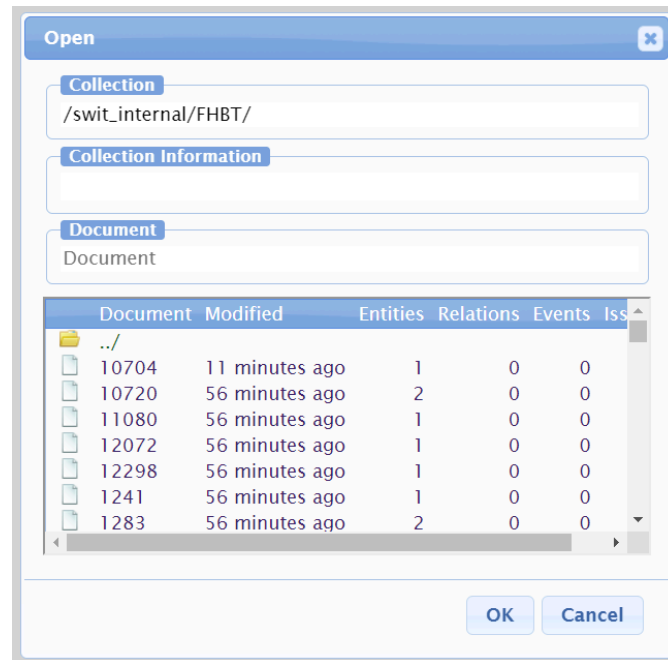 Open
Collection
/swit_internal/FHBT/
Collection Information
Document
Document
Document Modified Entities Relations Events Iss
../
10704 11 minutes ago 1 0 0
10720 56 minutes ago 2 0 0
11080 56 minutes ago 1 0 0
12072 56 minutes ago 1 0 0
12298 56 minutes ago 1 0 0
1241 56 minutes ago 1 0 0
1283 56 minutes ago 2 0 0
OK Cancel